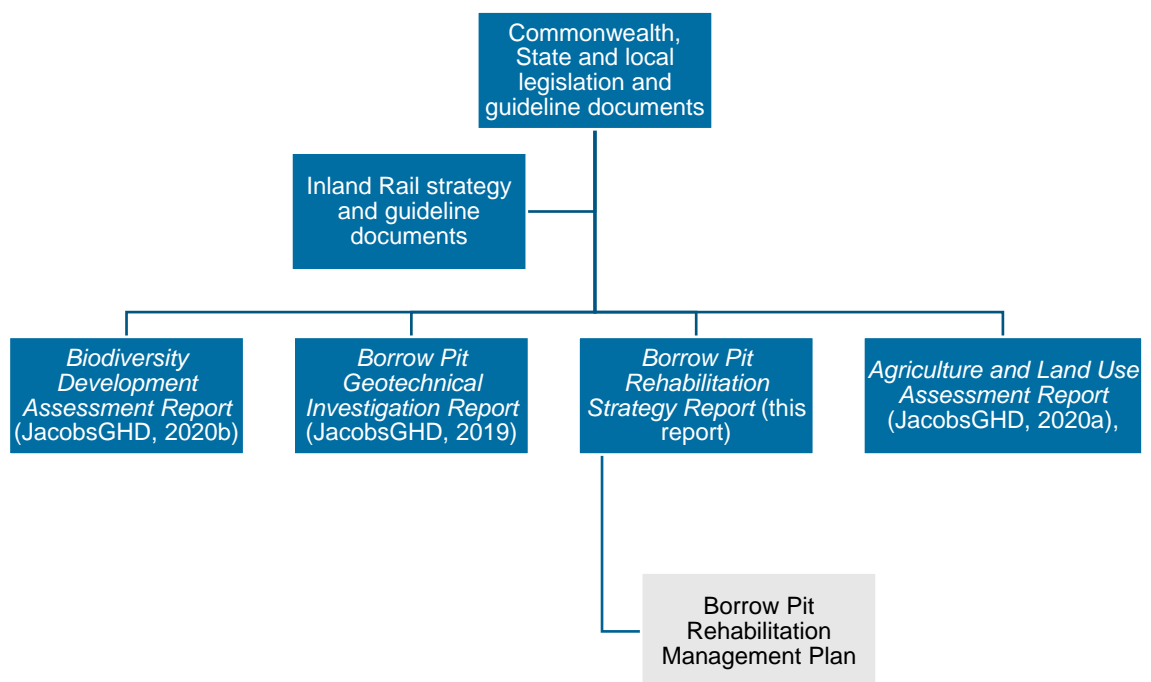 Commonwealth,
State and local
legislation and
guideline documents
Inland Rail strategy
and guideline
documents
Biodiversity
Development
Assessment Report
(JacobsGHD, 2020b)
Borrow Pit
Geotechnical
Investigation Report
(JacobsGHD, 2019)
Borrow Pit
Rehabilitation
Strategy Report (this
report)
Agriculture and Land Use
Assessment Report
(JacobsGHD, 2020a),
Borrow Pit
Rehabilitation
Management Plan